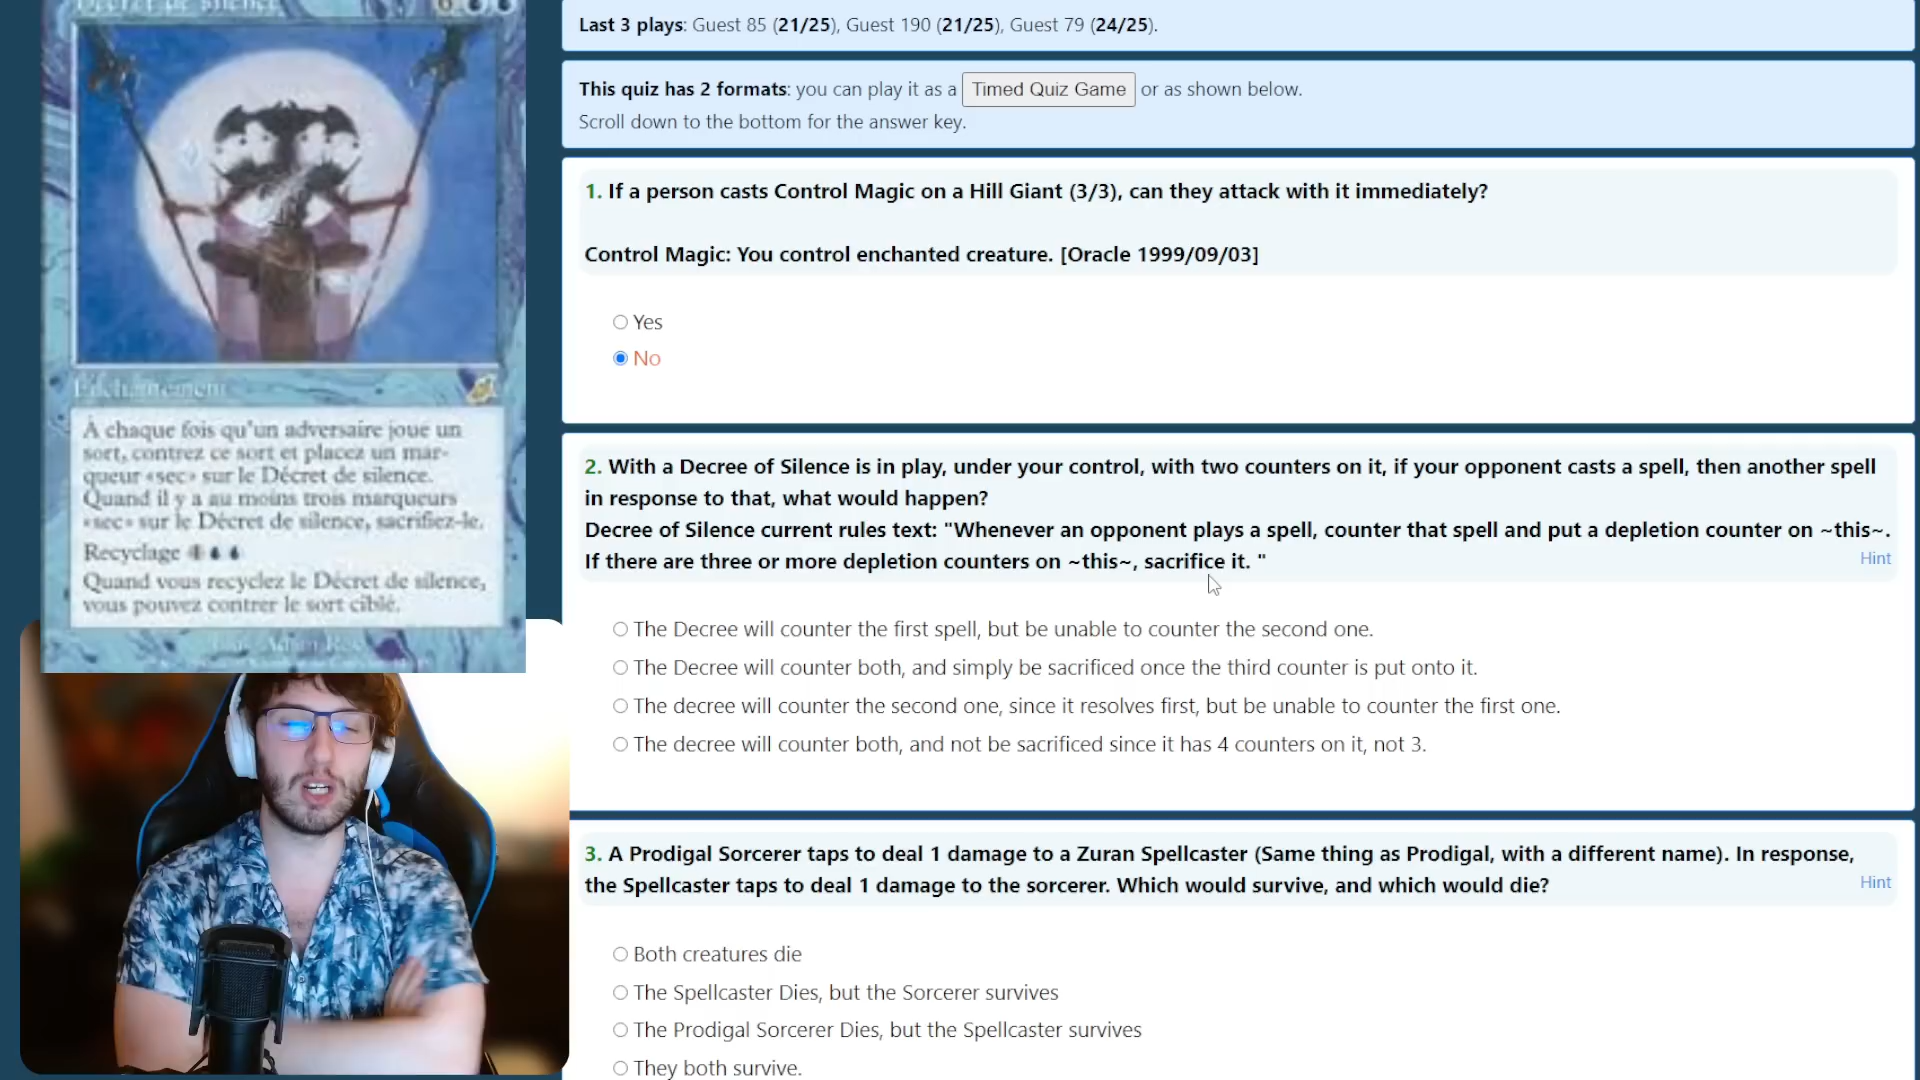 Décret de silence
6
Last 3 plays: Guest 85 (21/25), Guest 190 (21/25), Guest 79 (24/25).
This quiz has 2 formats: you can play it as a Timed Quiz Game or as shown below.
Scroll down to the bottom for the answer key.
1. If a person casts Control Magic on a Hill Giant (3/3), can they attack with it immediately?
Control Magic: You control enchanted creature. [Oracle 1999/09/03]
Yes
No
Enchantement
À chaque fois qu'un adversaire joue un
sort, contrez ce sort et placez un mar-
queur «sec» sur le Décret de silence.
Quand il y a au moins trois marqueurs
«sec» sur le Décret de silence, sacrifiez-le.
Recyclage 4
Quand vous recyclez le Décret de silence,
vous pouvez contrer le sort ciblé.
2. With a Decree of Silence is in play, under your control, with two counters on it, if your opponent casts a spell, then another spell
in response to that, what would happen?
Decree of Silence current rules text: "Whenever an opponent plays a spell, counter that spell and put a depletion counter on ~this~.
If there are three or more depletion counters on ~this~, sacrifice it. "
Hint
The Decree will counter the first spell, but be unable to counter the second one.
The Decree will counter both, and simply be sacrificed once the third counter is put onto it.
The decree will counter the second one, since it resolves first, but be unable to counter the first one.
The decree will counter both, and not be sacrificed since it has 4 counters on it, not 3.
3. A Prodigal Sorcerer taps to deal 1 damage to a Zuran Spellcaster (Same thing as Prodigal, with a different name). In response,
the Spellcaster taps to deal 1 damage to the sorcerer. Which would survive, and which would die?
Hint
Both creatures die
The Spellcaster Dies, but the Sorcerer survives
The Prodigal Sorcerer Dies, but the Spellcaster survives
They both survive.